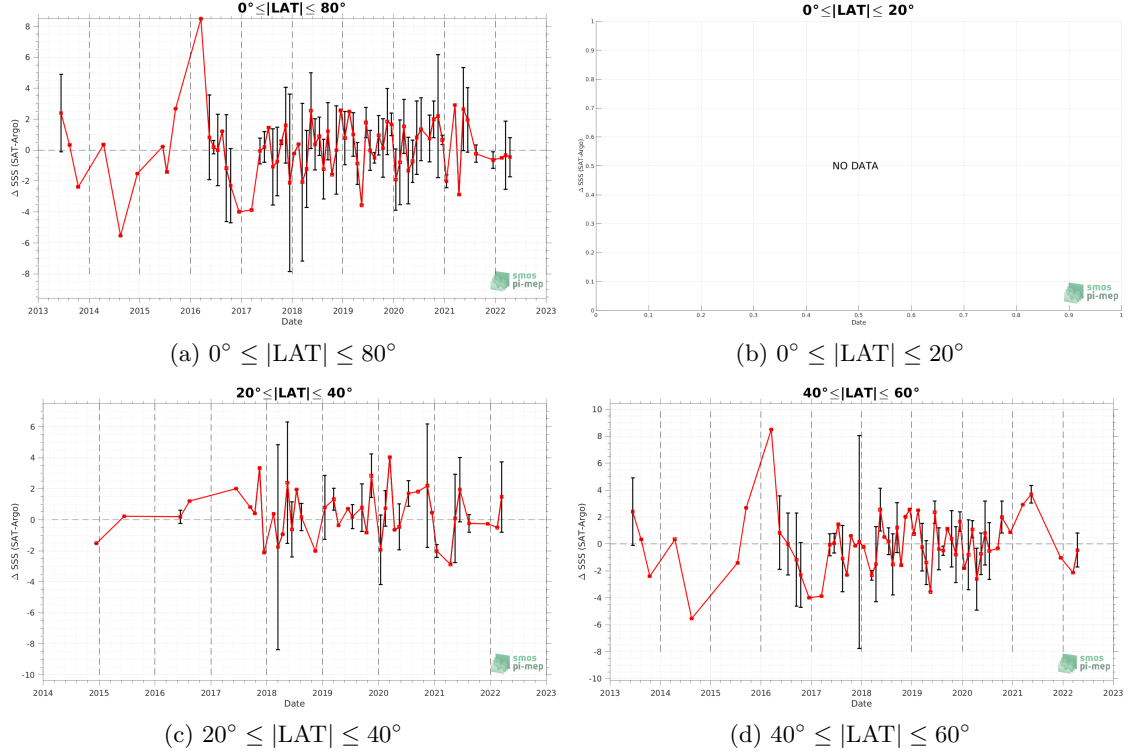 0°≤|LAT|≤ 80°
Δ SSS (SAT-Argo)
8
6
4
2
0
-2
-4
-6
-8
2013 2014 2015 2016 2017 2018 2019 2020 2021 2022 2023
Date
smos
pi-mep
(a) 0° ≤ |LAT| ≤ 80°
0°≤|LAT|≤ 20°
Δ SSS (SAT-Argo)
1
0.9
0.8
0.7
0.6
0.5
0.4
0.3
0.2
0.1
0
NO DATA
0 0.1 0.2 0.3 0.4 0.5 0.6 0.7 0.8 0.9 1
Date
smos
pi-mep
(b) 0° ≤ |LAT| ≤ 20°
20°≤|LAT|≤ 40°
Δ SSS (SAT-Argo)
6
4
2
0
-2
-4
-6
-8
-10
2014 2015 2016 2017 2018 2019 2020 2021 2022 2023
Date
smos
pi-mep
(c) 20° ≤ |LAT| ≤ 40°
40°≤|LAT|≤ 60°
Δ SSS (SAT-Argo)
10
8
6
4
2
0
-2
-4
-6
-8
-10
2013 2014 2015 2016 2017 2018 2019 2020 2021 2022 2023
Date
smos
pi-mep
(d) 40° ≤ |LAT| ≤ 60°